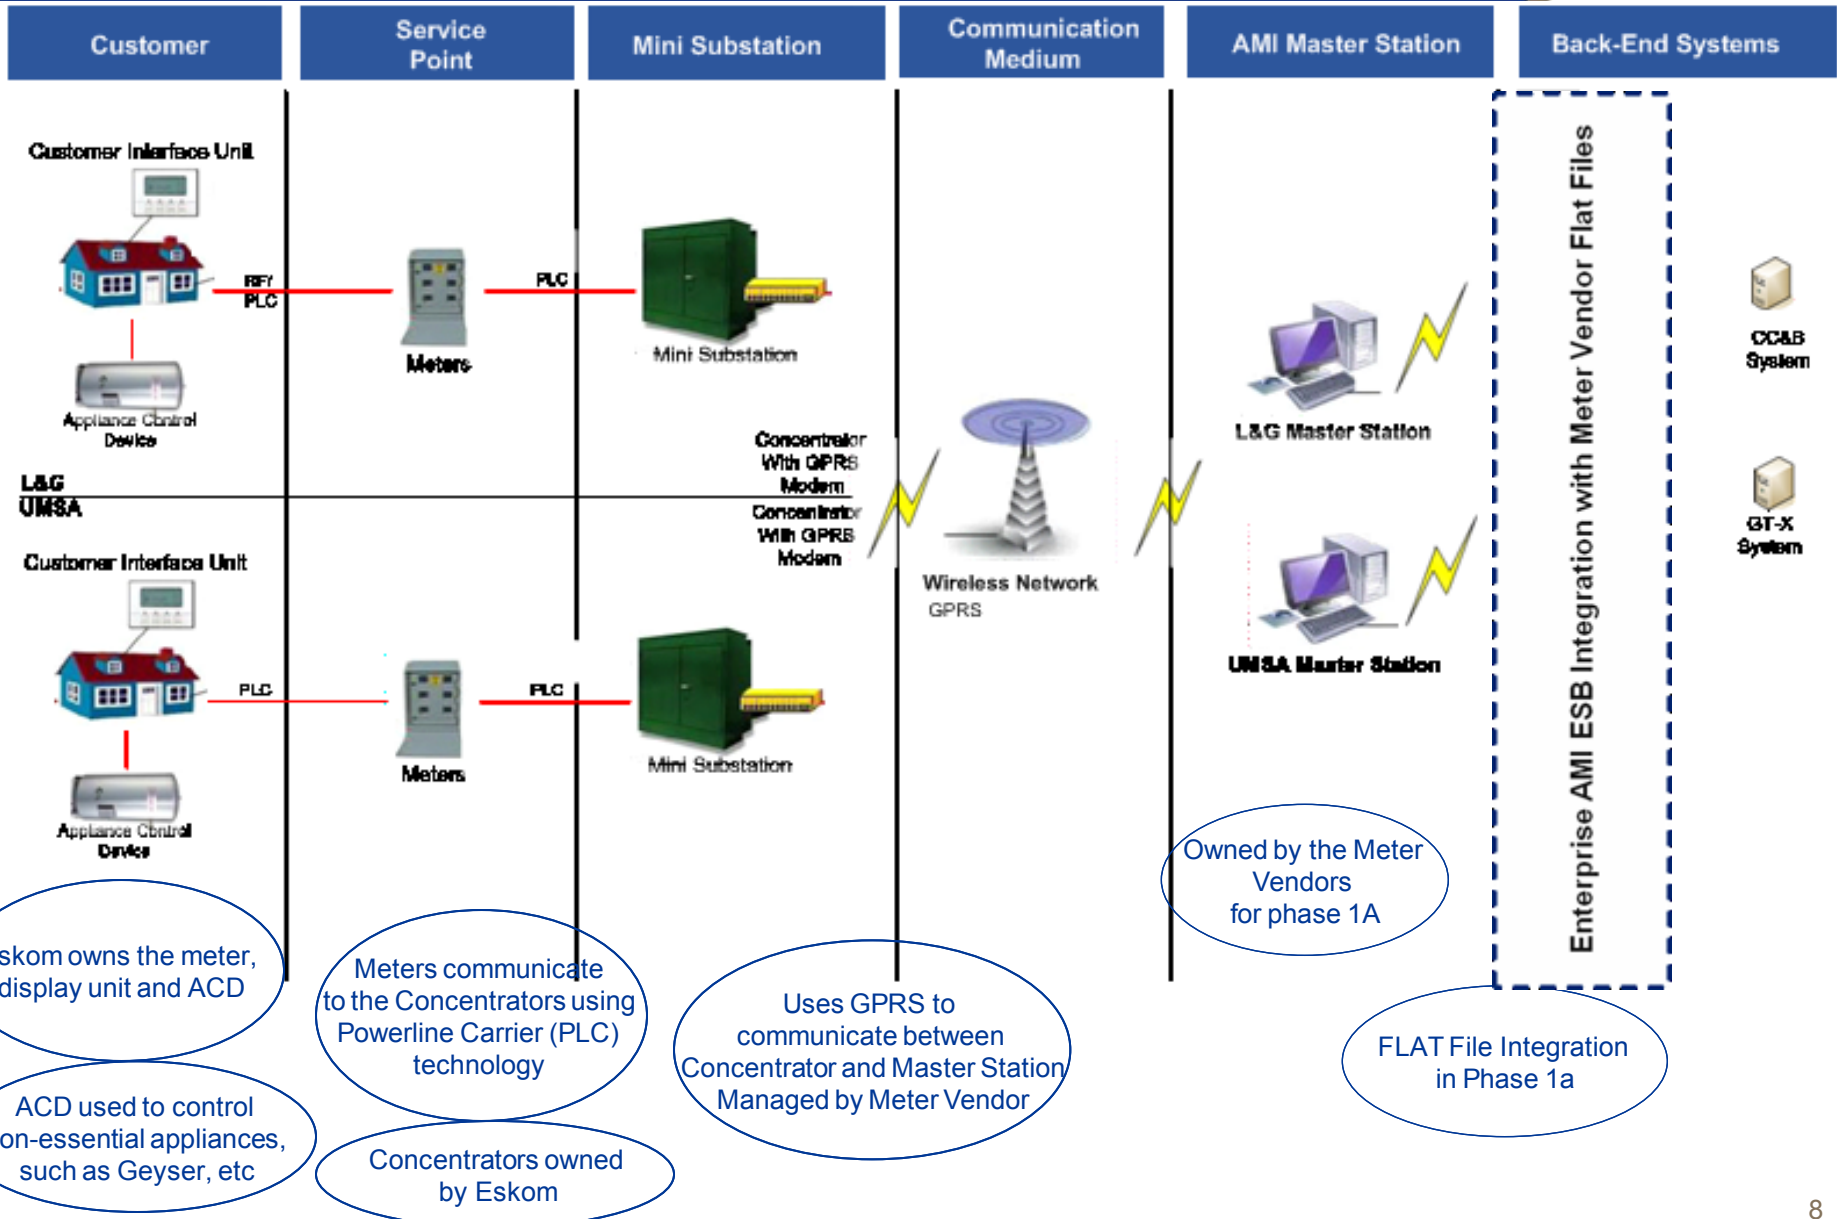 Customer
Service
Point
Mini Substation
Communication
Medium
AMI Master Station
Back-End Systems
Customer Interface Unit
RF/
PLC
PLC
Meters
Mini Substation
Appliance Control
Device
L&G
UMSA
Concentrator
With GPRS
Modem
Concentrator
With GPRS
Modem
Customer Interface Unit
PLC
PLC
Meters
Mini Substation
Appliance Control
Device
Wireless Network
GPRS
L&G Master Station
UMSA Master Station
Enterprise AMI ESB Integration with Meter Vendor Flat Files
CC&B
System
GT-X
System
skom owns the meter,
display unit and ACD
ACD used to control
on-essential appliances,
such as Geyser, etc
Meters communicate
to the Concentrators using
Powerline Carrier (PLC)
technology
Concentrators owned
by Eskom
Uses GPRS to
communicate between
Concentrator and Master Station
Managed by Meter Vendor
Owned by the Meter
Vendors
for phase 1A
FLAT File Integration
in Phase 1a
8